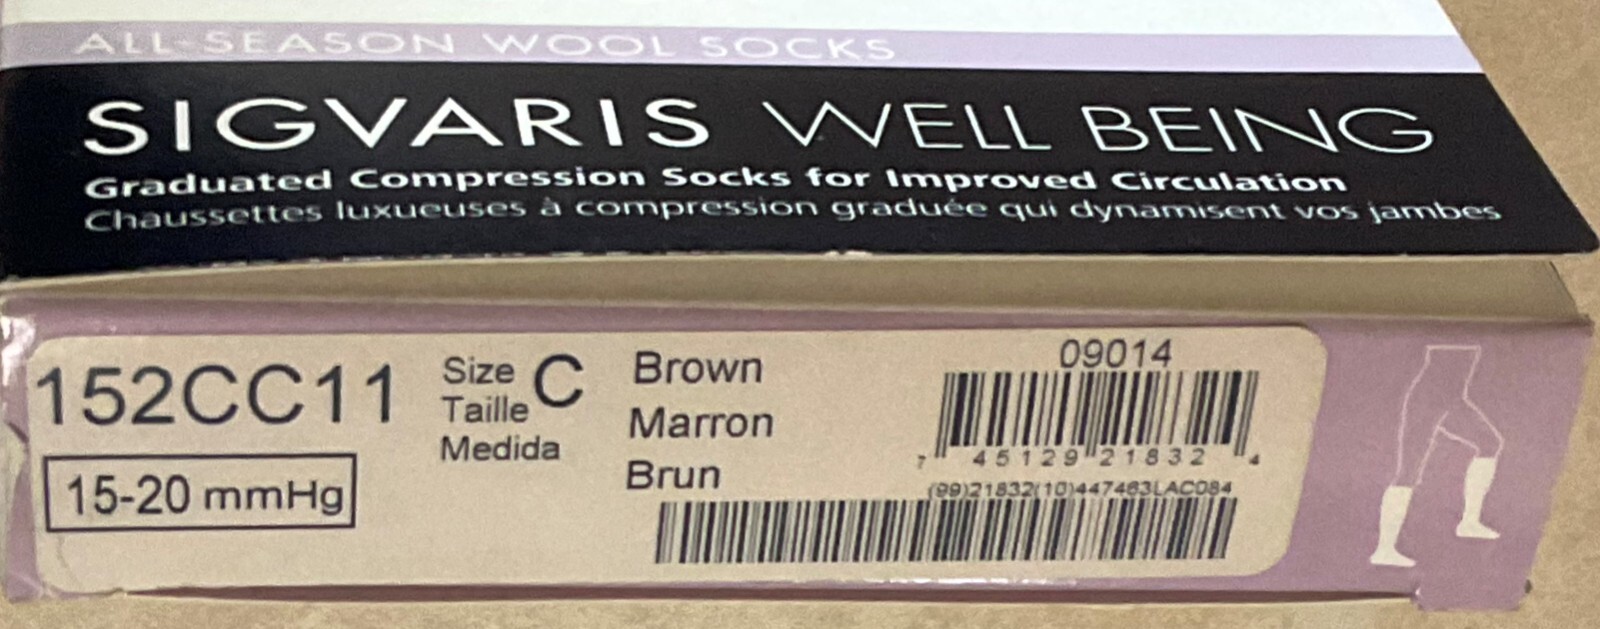 ALL-SEASON WOOL SOCKS
SIGVARIS WELL BEING
Graduated Compression Socks for Improved Circulation
Chaussettes luxueuses à compression graduée qui dynamisent vos jambes
152CC11
15-20 mmHg
Size C
Taille
Medida
Brown
Marron
Brun
09014
7 45129 21832 4
(99)21832(10)447463LAC084